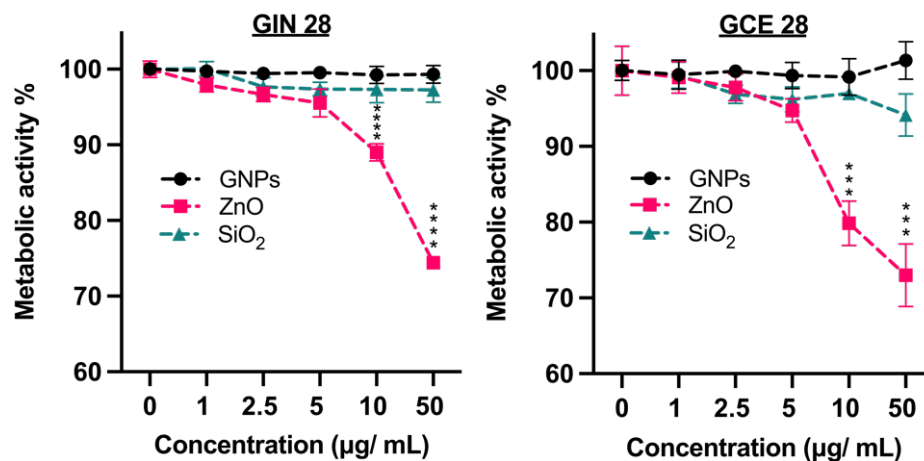 GIN 28
Metabolic activity %
100
90
80
70
60
GNPs
ZnO
SiO₂
****
****
0 1 2.5 5 10 50
Concentration (µg/ mL)
GCE 28
Metabolic activity %
100
90
80
70
60
GNPs
ZnO
SiO₂
***
***
0 1 2.5 5 10 50
Concentration (µg/ mL)